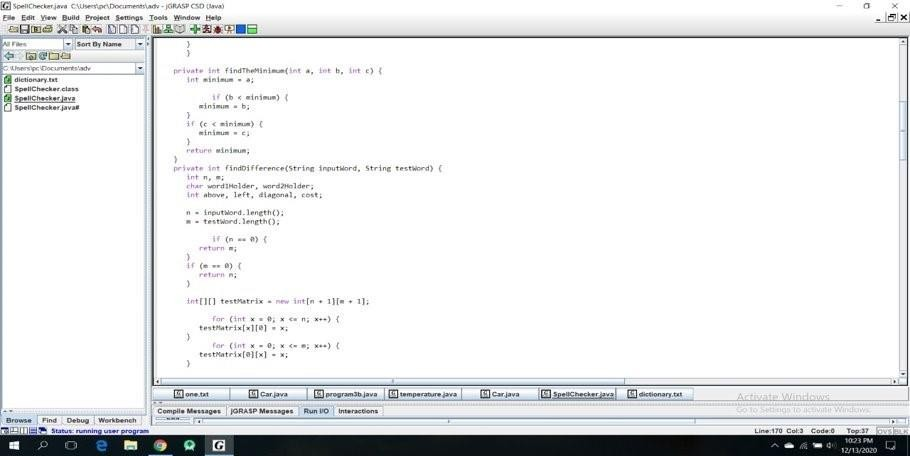 SpellChecker.java C:\Users\pc\Documents\adv - jGRASP CSD (Java)
File Edit View Build Project Settings Tools Window Help
All Files Sort By Name
C:\Users\pc\Documents\adv
dictionary.txt
SpellChecker.class
SpellChecker.java
SpellChecker.java#
}
}
private int findTheMinimum(int a, int b, int c) {
int minimum = a;
if (b < minimum) {
minimum = b;
}
if (c < minimum) {
minimum = c;
}
return minimum;
}
private int findDifference(String inputWord, String testWord) {
int n, m;
char word1Holder, word2Holder;
int above, left, diagonal, cost;
n = inputWord.length();
m = testWord.length();
if (n == 0) {
return m;
}
if (m == 0) {
return n;
}
int[][] testMatrix = new int[n + 1][m + 1];
for (int x = 0; x <= n; x++) {
testMatrix[x][0] = x;
}
for (int x = 0; x <= m; x++) {
testMatrix[0][x] = x;
}
one.txt Car.java program3b.java temperature.java Car.java SpellChecker.java dictionary.txt
Activate Windows
Go to Settings to activate Windows.
Compile Messages jGRASP Messages Run I/O Interactions
Browse Find Debug Workbench
Status: running user program
Line:170 Col:3 Code:0 Top:37 OVS BLK
10:23 PM
12/13/2020